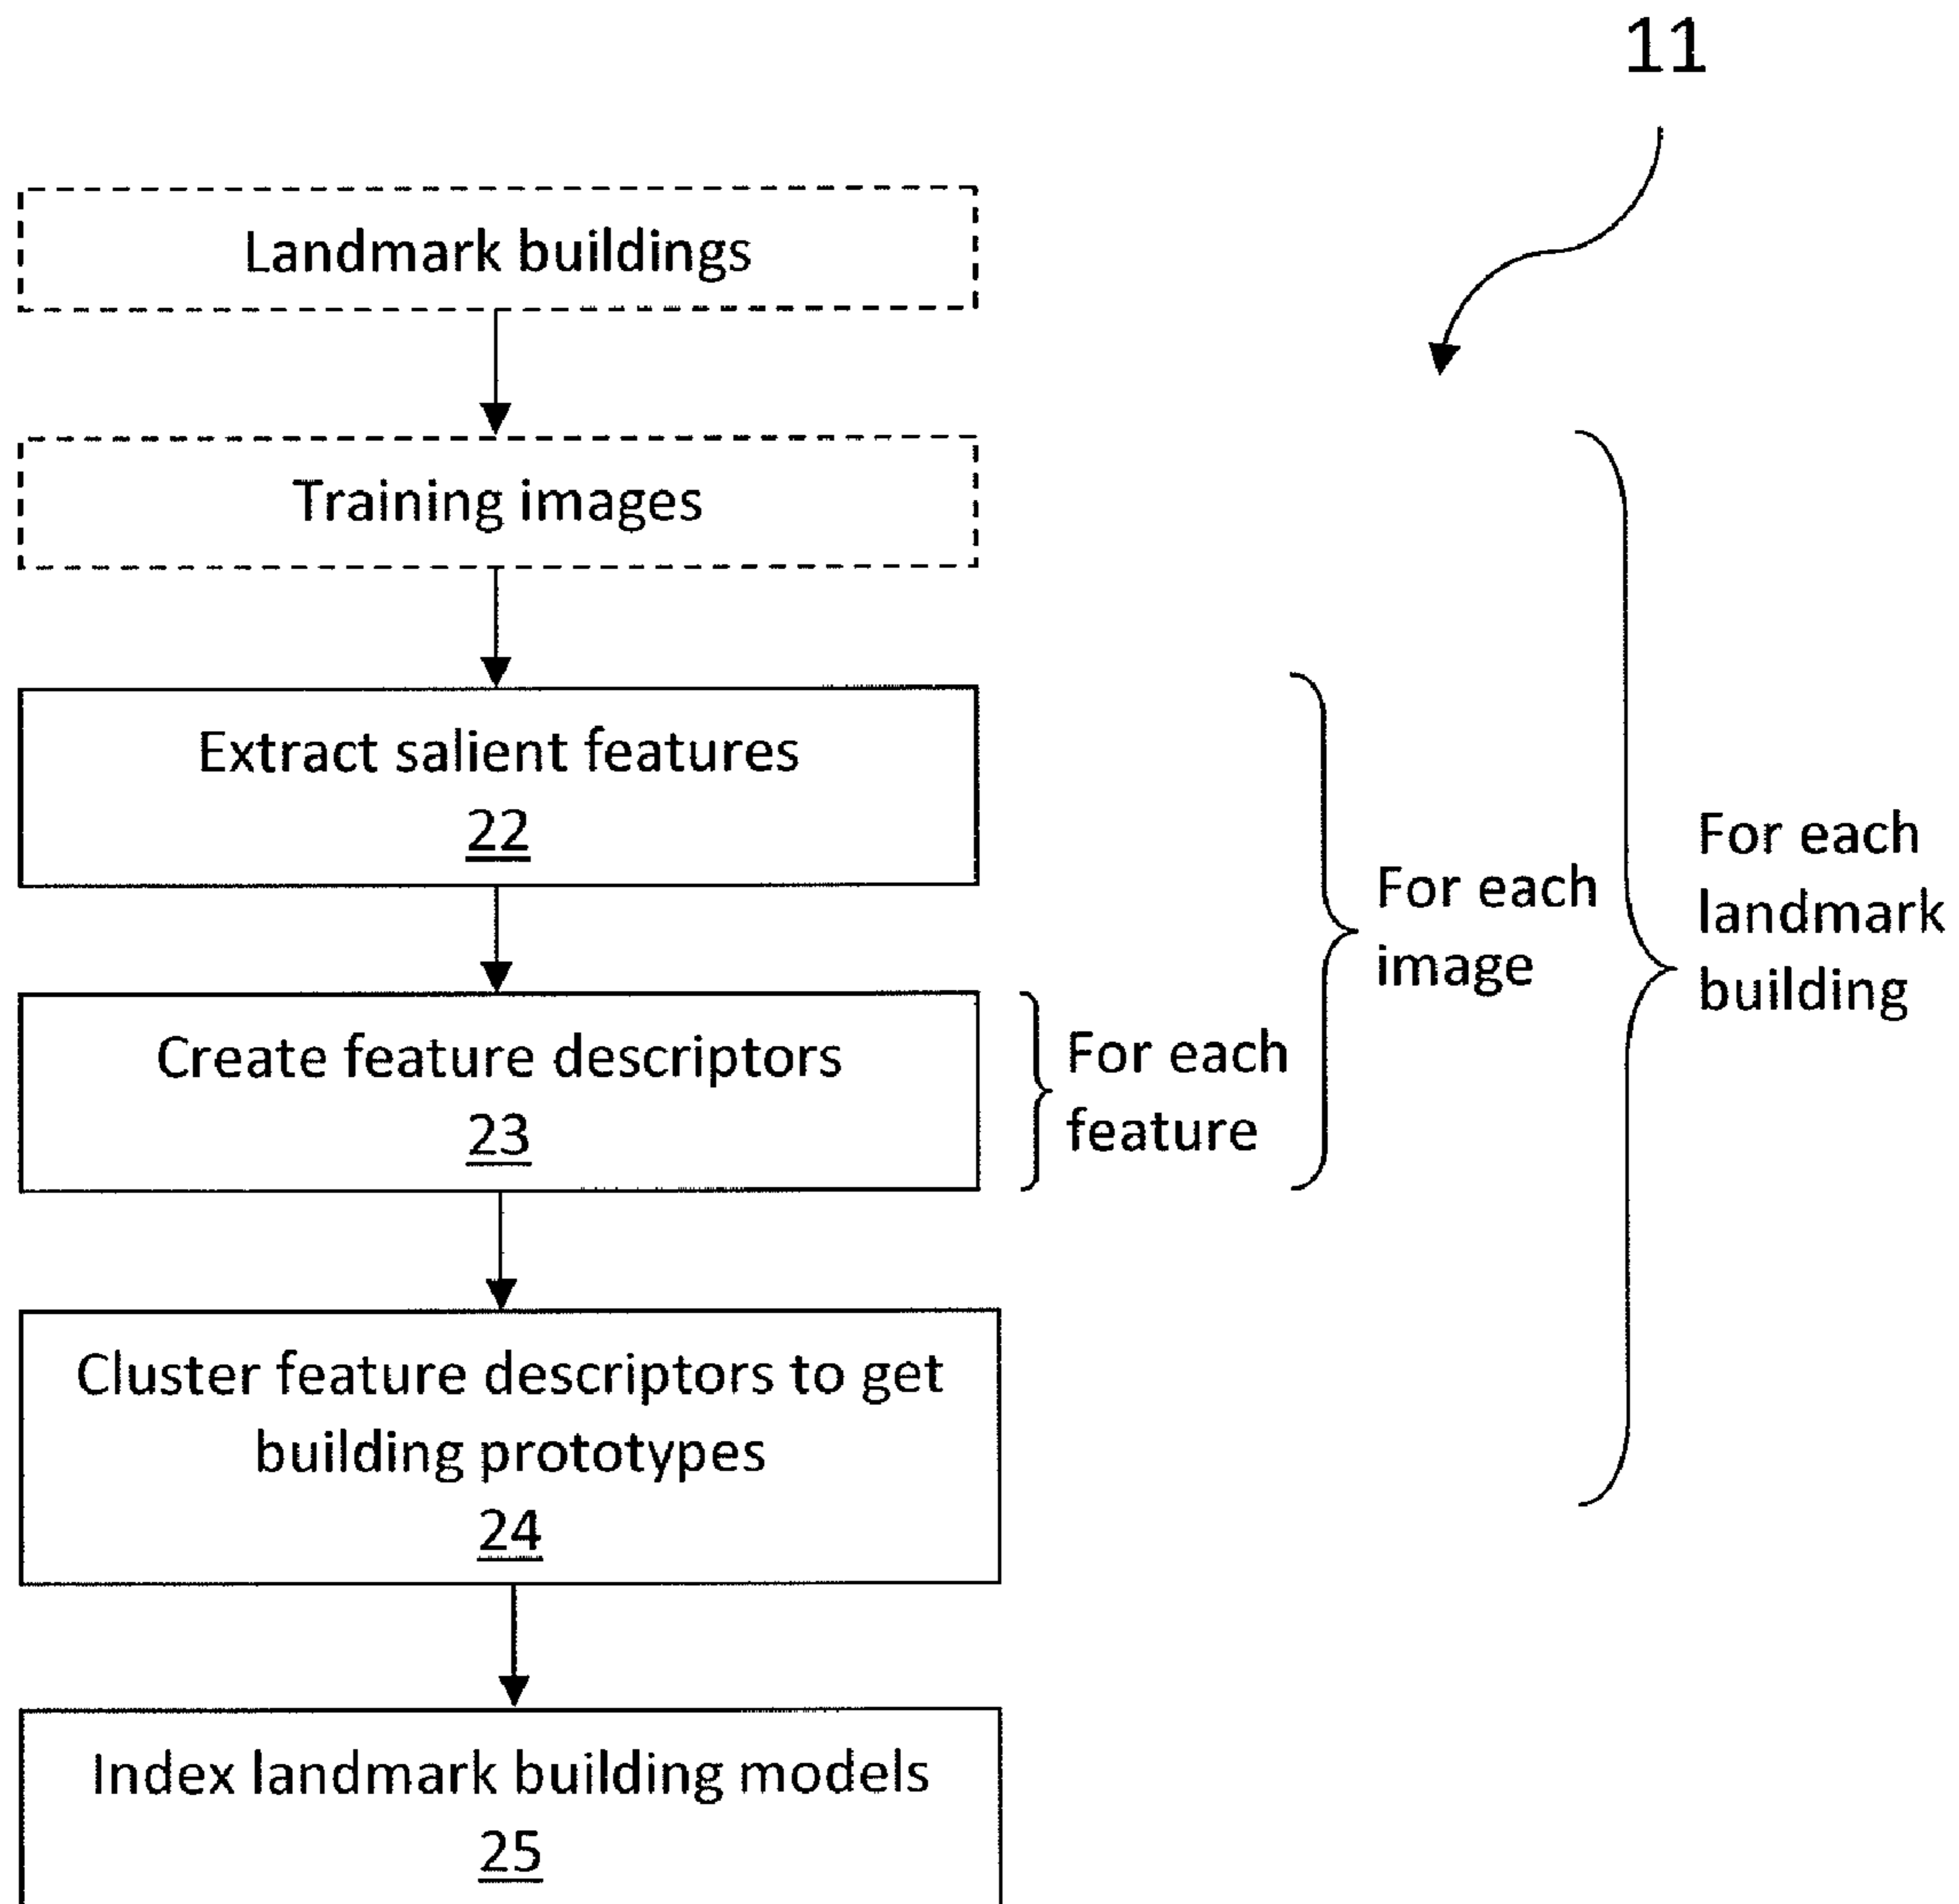 11
Landmark buildings
Training images
Extract salient features
22
For each
image
For each
landmark
building
Create feature descriptors
23
For each
feature
Cluster feature descriptors to get
building prototypes
24
Index landmark building models
25